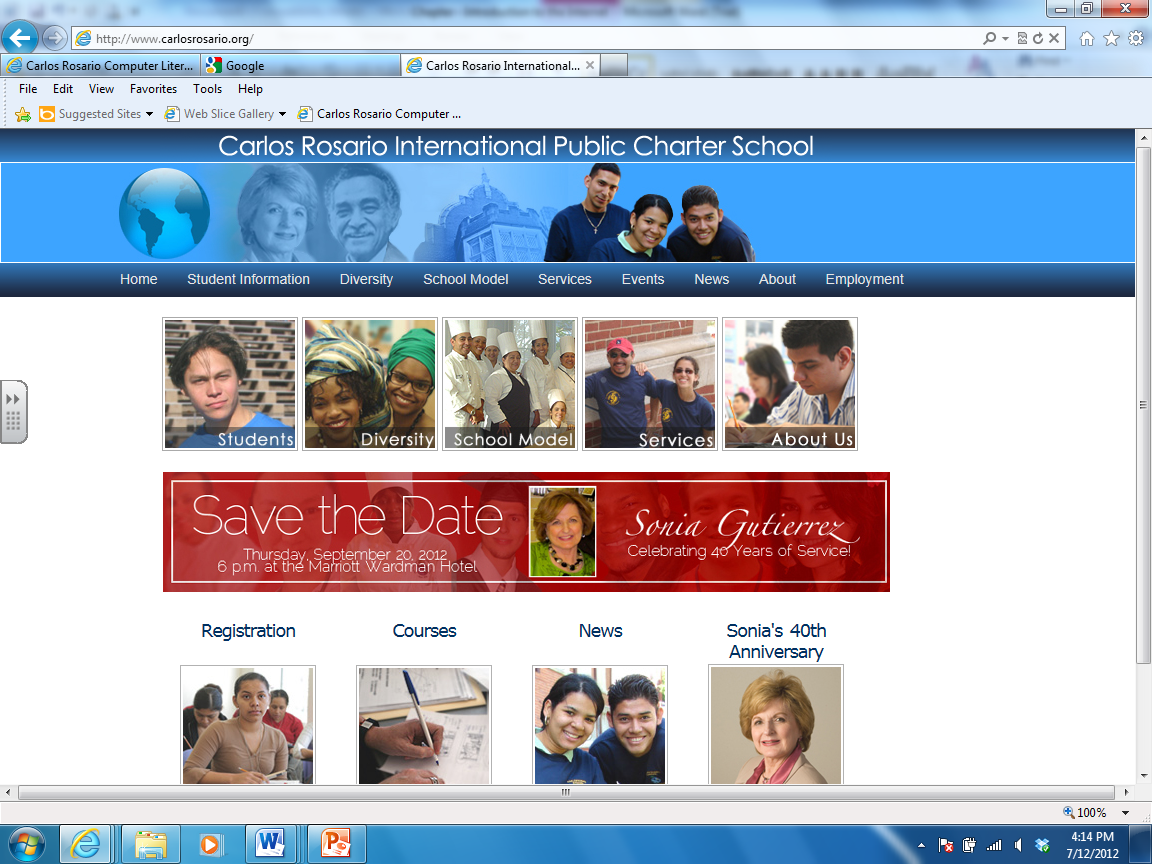 http://www.carlosrosario.org/
Carlos Rosario Computer Liter...
Google
Carlos Rosario International...
File Edit View Favorites Tools Help
Suggested Sites
Web Slice Gallery
Carlos Rosario Computer ...
Carlos Rosario International Public Charter School
Home Student Information Diversity School Model Services Events News About Employment
Students
Diversity
School Model
Services
About Us
Save the Date
Thursday, September 20, 2012
6 p.m. at the Marriott Wardman Hotel
Sonia Gutierrez
Celebrating 40 Years of Service!
Registration
Courses
News
Sonia's 40th
Anniversary
100%
4:14 PM
7/12/2012